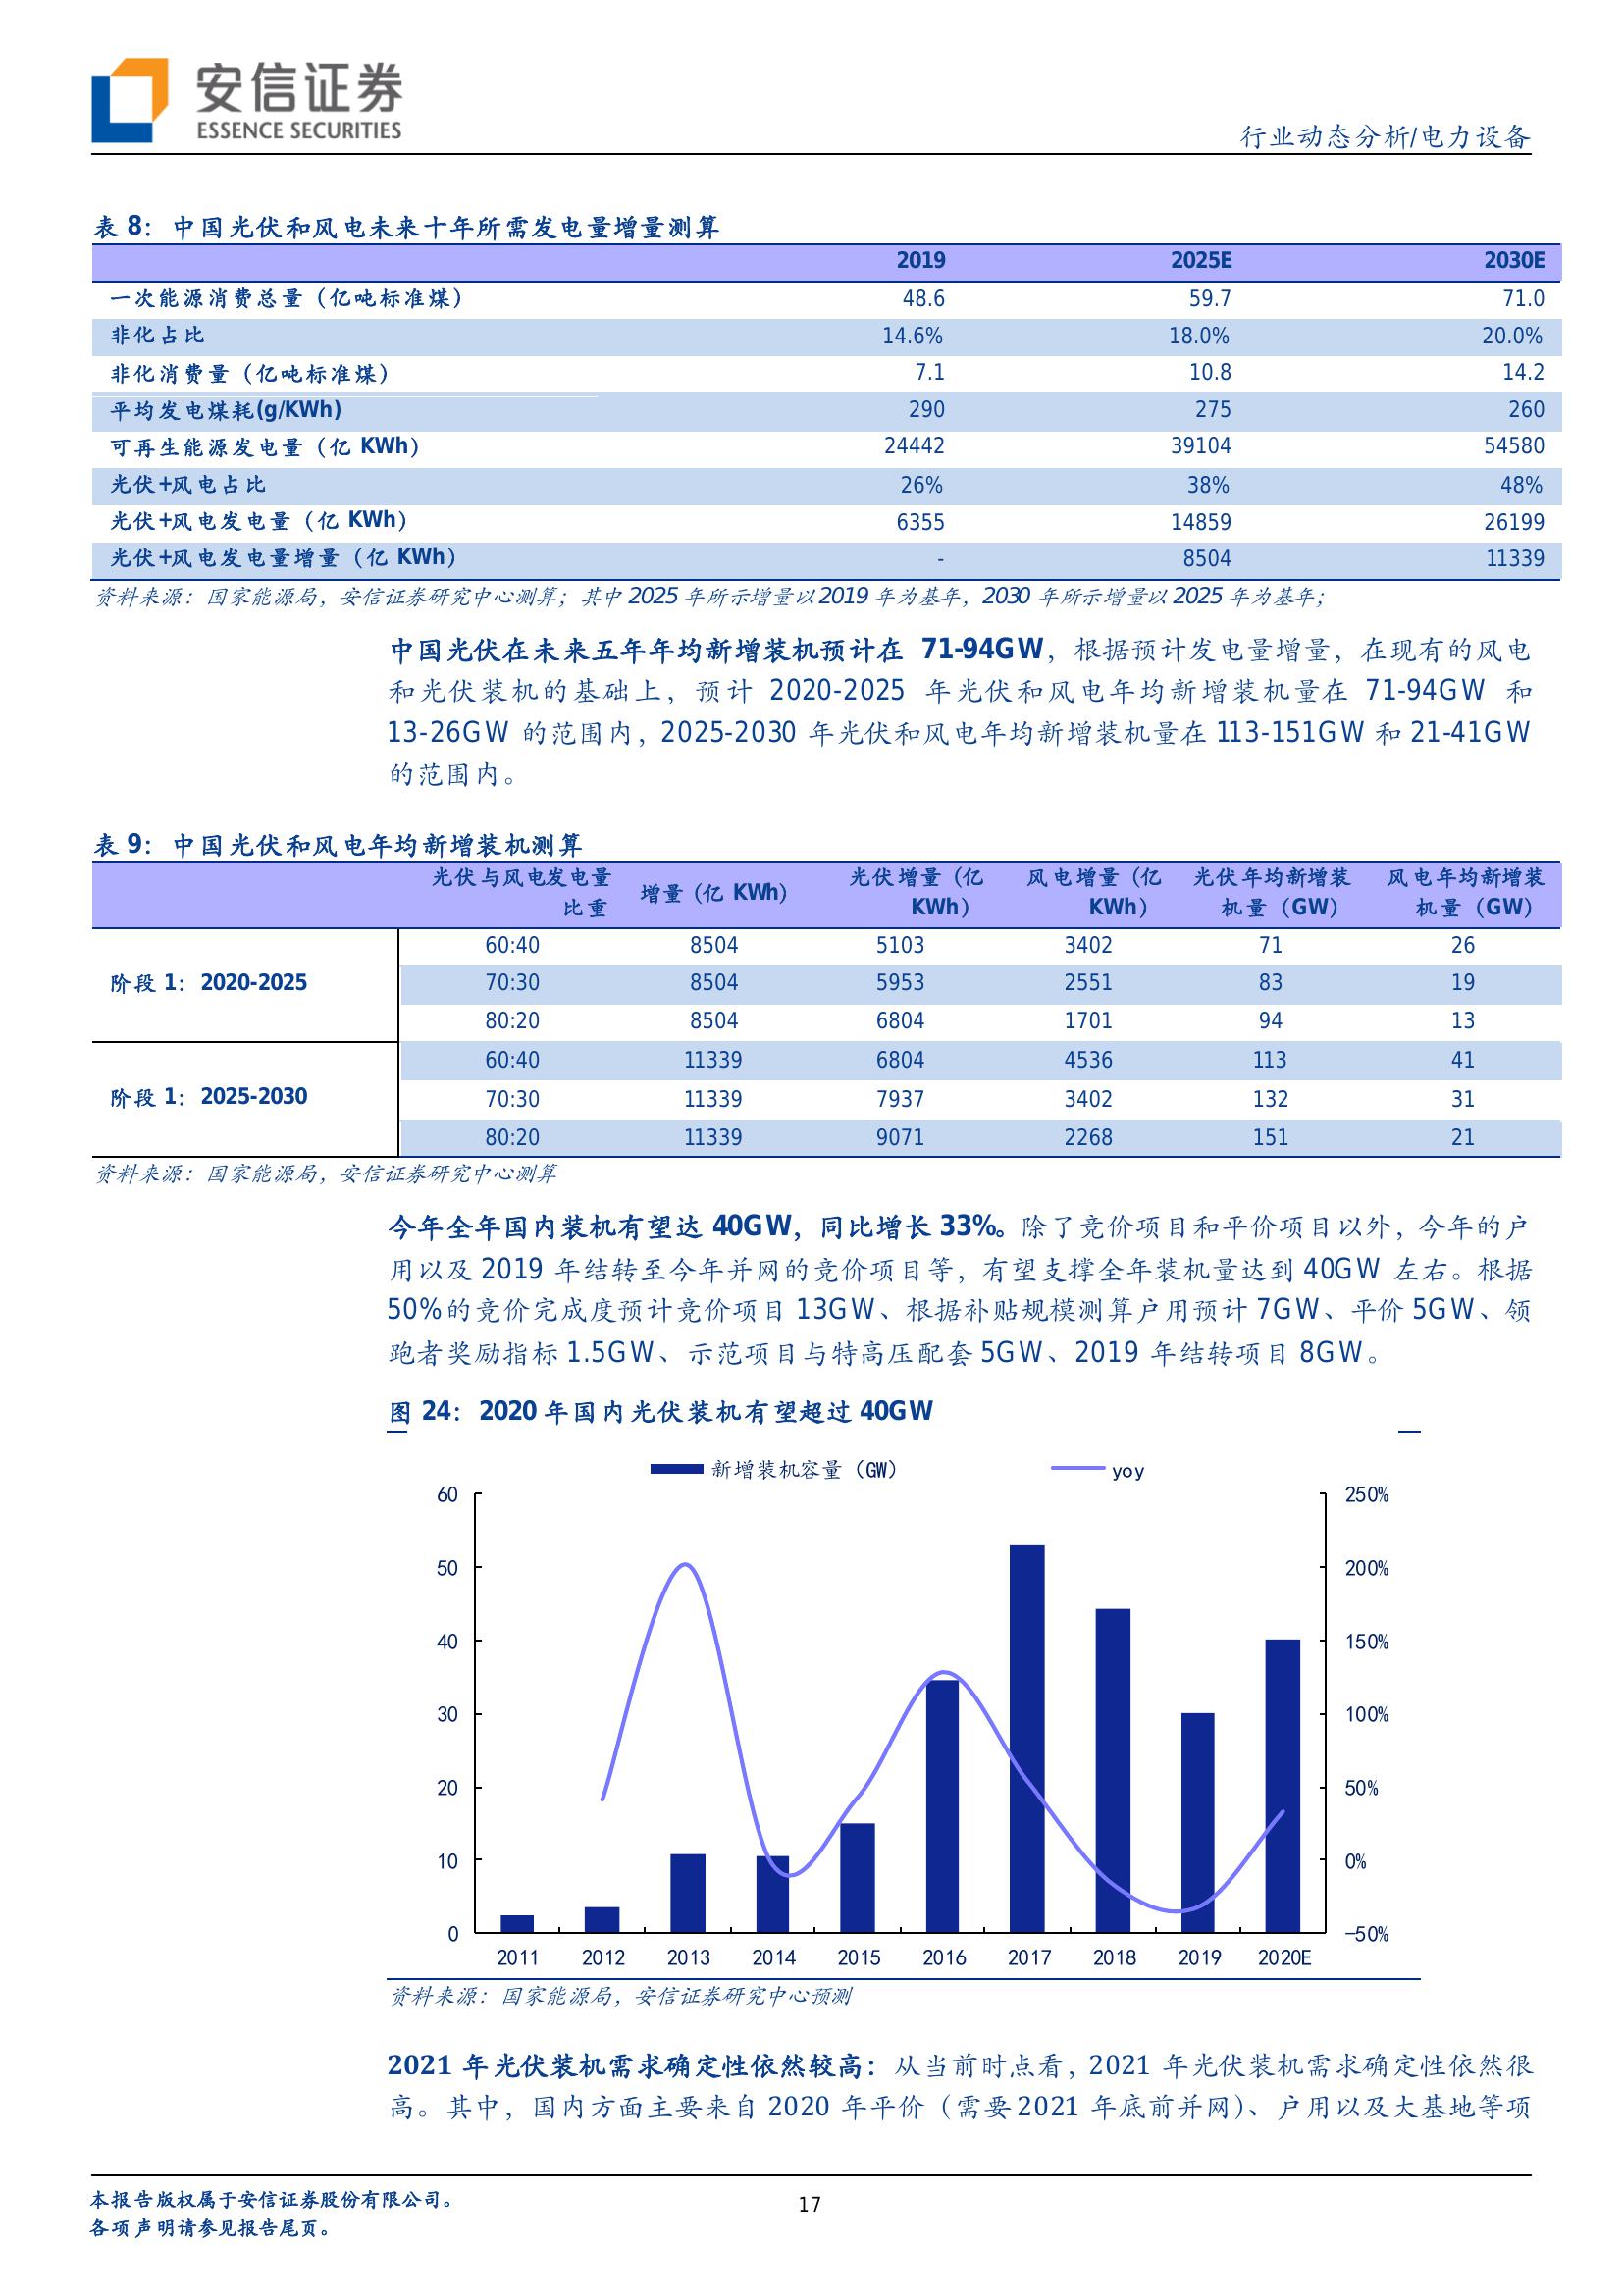 安信证券
ESSENCE SECURITIES
行业动态分析/电力设备
表 8：中国光伏和风电未来十年所需发电量增量测算
2019 2025E 2030E
一次能源消费总量（亿吨标准煤） 48.6 59.7 71.0
非化占比 14.6% 18.0% 20.0%
非化消费量（亿吨标准煤） 7.1 10.8 14.2
平均发电煤耗(g/KWh) 290 275 260
可再生能源发电量（亿 KWh） 24442 39104 54580
光伏+风电占比 26% 38% 48%
光伏+风电发电量（亿 KWh） 6355 14859 26199
光伏+风电发电量增量（亿 KWh） - 8504 11339
资料来源：国家能源局，安信证券研究中心测算；其中 2025 年所示增量以 2019 年为基年，2030 年所示增量以 2025 年为基年；
中国光伏在未来五年年均新增装机预计在 71-94GW，根据预计发电量增量，在现有的风电
和光伏装机的基础上，预计 2020-2025 年光伏和风电年均新增装机量在 71-94GW 和
13-26GW 的范围内，2025-2030 年光伏和风电年均新增装机量在 113-151GW 和 21-41GW
的范围内。
表 9：中国光伏和风电年均新增装机测算
光伏与风电发电量 增量（亿 KWh） 光伏增量（亿 风电增量（亿 光伏年均新增装 风电年均新增装
比重 KWh） KWh） 机量（GW） 机量（GW）
60:40 8504 5103 3402 71 26
阶段 1：2020-2025 70:30 8504 5953 2551 83 19
80:20 8504 6804 1701 94 13
60:40 11339 6804 4536 113 41
阶段 1：2025-2030 70:30 11339 7937 3402 132 31
80:20 11339 9071 2268 151 21
资料来源：国家能源局，安信证券研究中心测算
今年全年国内装机有望达 40GW，同比增长 33%。除了竞价项目和平价项目以外，今年的户
用以及 2019 年结转至今年并网的竞价项目等，有望支撑全年装机量达到 40GW 左右。根据
50%的竞价完成度预计竞价项目 13GW、根据补贴规模测算户用预计 7GW、平价 5GW、领
跑者奖励指标 1.5GW、示范项目与特高压配套 5GW、2019 年结转项目 8GW。
图 24：2020 年国内光伏装机有望超过 40GW
新增装机容量（GW） yoy
60 250%
50 200%
40 150%
30 100%
20 50%
10 0%
0 -50%
2011 2012 2013 2014 2015 2016 2017 2018 2019 2020E
资料来源：国家能源局，安信证券研究中心预测
2021 年光伏装机需求确定性依然较高：从当前时点看，2021 年光伏装机需求确定性依然很
高。其中，国内方面主要来自 2020 年平价（需要 2021 年底前并网）、户用以及大基地等项
本报告版权属于安信证券股份有限公司。
17
各项声明请参见报告尾页。